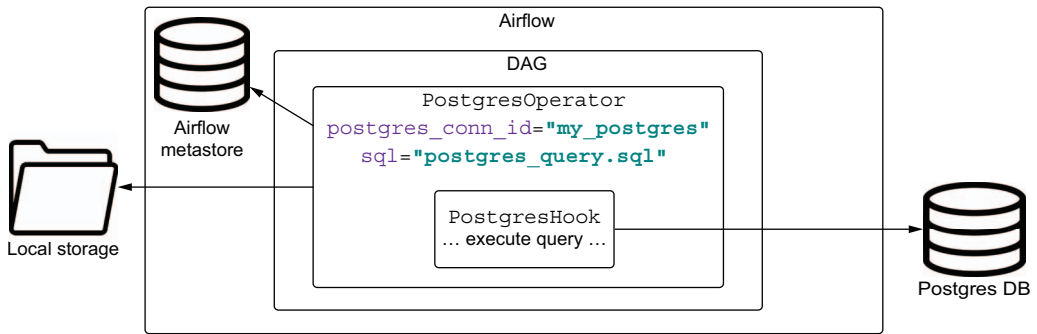 Airflow
DAG
PostgresOperator
postgres_conn_id="my_postgres"
sql="postgres_query.sql"
Airflow
metastore
Local storage
PostgresHook
… execute query …
Postgres DB